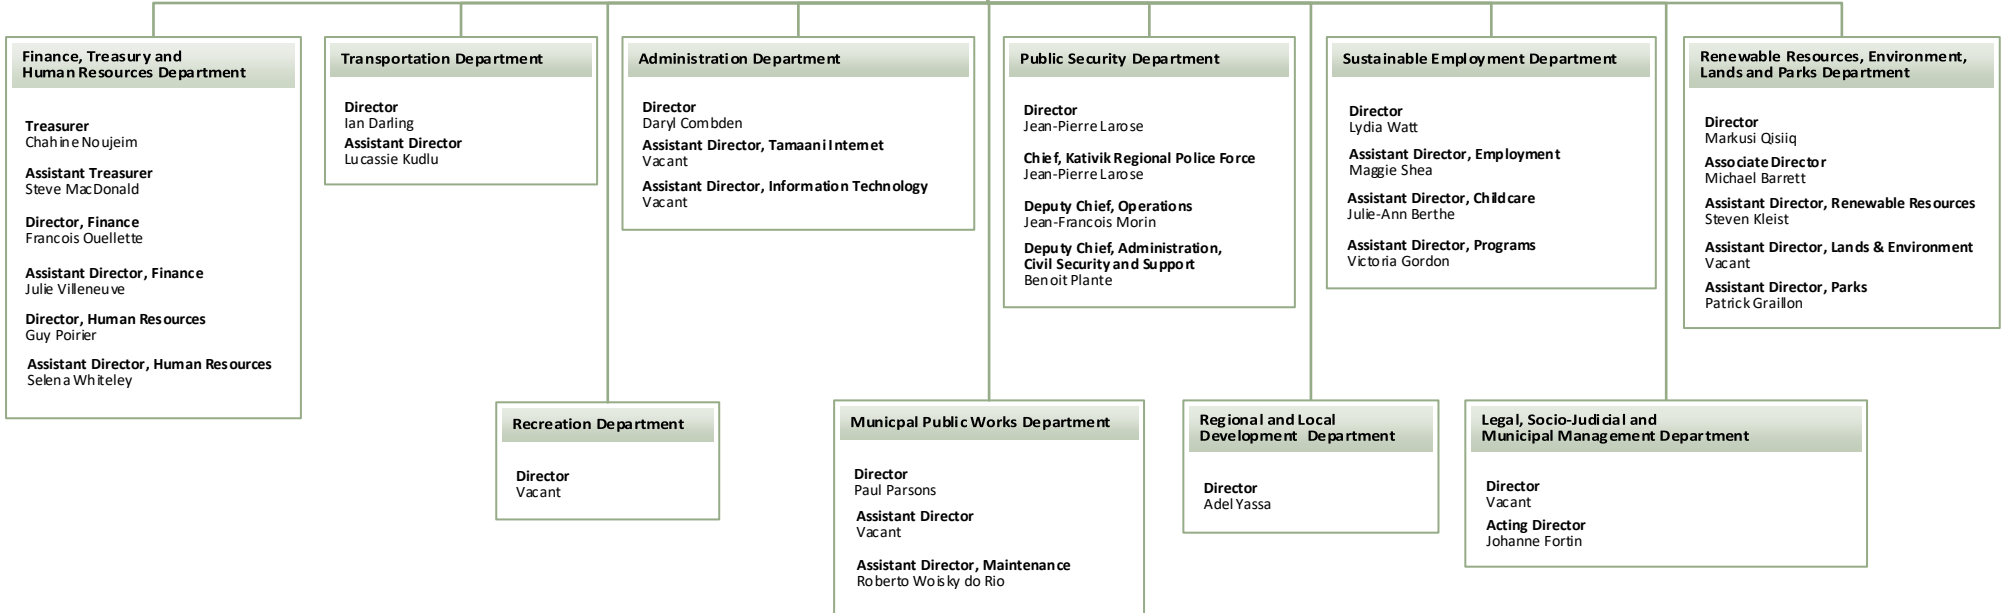 Finance, Treasury and
Human Resources Department
Treasurer
Chahine Noujeim
Assistant Treasurer
Steve MacDonald
Director, Finance
Francois Ouellette
Assistant Director, Finance
Julie Villeneuve
Director, Human Resources
Guy Poirier
Assistant Director, Human Resources
Selena Whiteley
Transportation Department
Director
Ian Darling
Assistant Director
Lucassie Kudlu
Administration Department
Director
Daryl Combden
Assistant Director, Tamaani Internet
Vacant
Assistant Director, Information Technology
Vacant
Public Security Department
Director
Jean-Pierre Larose
Chief, Kativik Regional Police Force
Jean-Pierre Larose
Deputy Chief, Operations
Jean-Francois Morin
Deputy Chief, Administration,
Civil Security and Support
Benoit Plante
Sustainable Employment Department
Director
Lydia Watt
Assistant Director, Employment
Maggie Shea
Assistant Director, Childcare
Julie-Ann Berthe
Assistant Director, Programs
Victoria Gordon
Renewable Resources, Environment,
Lands and Parks Department
Director
Markusi Qisiiq
Associate Director
Michael Barrett
Assistant Director, Renewable Resources
Steven Kleist
Assistant Director, Lands & Environment
Vacant
Assistant Director, Parks
Patrick Graillon
Recreation Department
Director
Vacant
Municpal Public Works Department
Director
Paul Parsons
Assistant Director
Vacant
Assistant Director, Maintenance
Roberto Woisky do Rio
Regional and Local
Development Department
Director
Adel Yassa
Legal, Socio-Judicial and
Municipal Management Department
Director
Vacant
Acting Director
Johanne Fortin